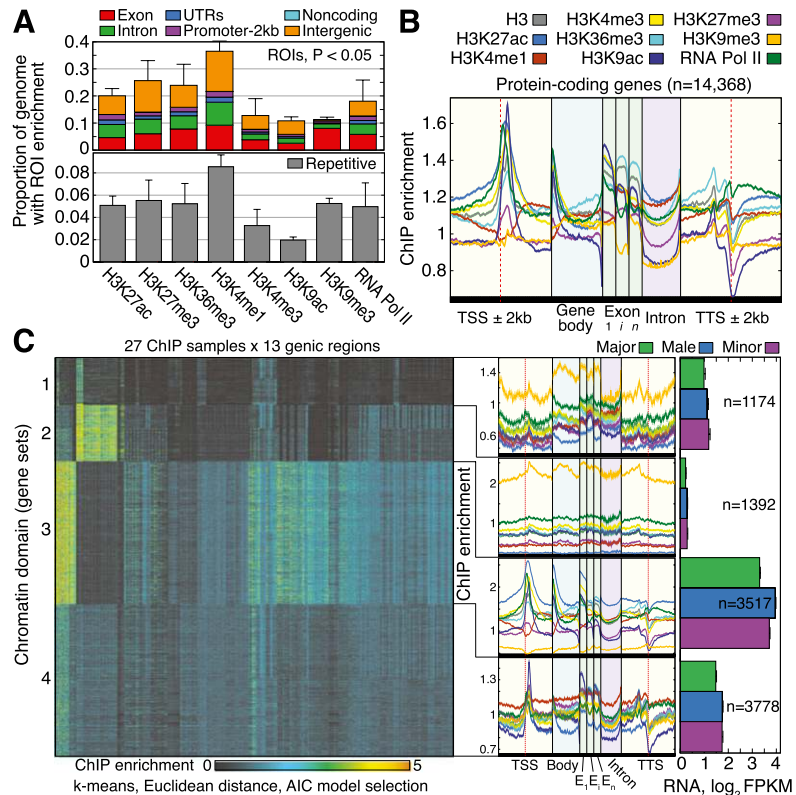 A
Exon
UTRs
Noncoding
Intron
Promoter-2kb
Intergenic
ROIs, P < 0.05
0.4
0.3
0.2
0.1
0
Repetitive
0.08
0.06
0.04
0.02
0
Proportion of genome
with ROI enrichment
H3K27ac
H3K27me3
H3K36me3
H3K4me1
H3K4me3
H3K9ac
H3K9me3
RNA Pol II
B
H3
H3K4me3
H3K27me3
H3K27ac
H3K36me3
H3K9me3
H3K4me1
H3K9ac
RNA Pol II
Protein-coding genes (n=14,368)
ChIP enrichment
1.6
1.4
1.2
1
0.8
TSS ± 2kb
Gene
body
Exon
1 i n
Intron
TTS ± 2kb
C
27 ChIP samples x 13 genic regions
Chromatin domain (gene sets)
1
2
3
4
ChIP enrichment 0 5
k-means, Euclidean distance, AIC model selection
ChIP enrichment
1.4
1
0.6
2
1
2
1
1.3
1
0.7
TSS
Body
E1
Ei
En
Intron
TTS
Major
Male
Minor
n=1174
n=1392
n=3517
n=3778
0 1 2 3 4
RNA, log2FPKM